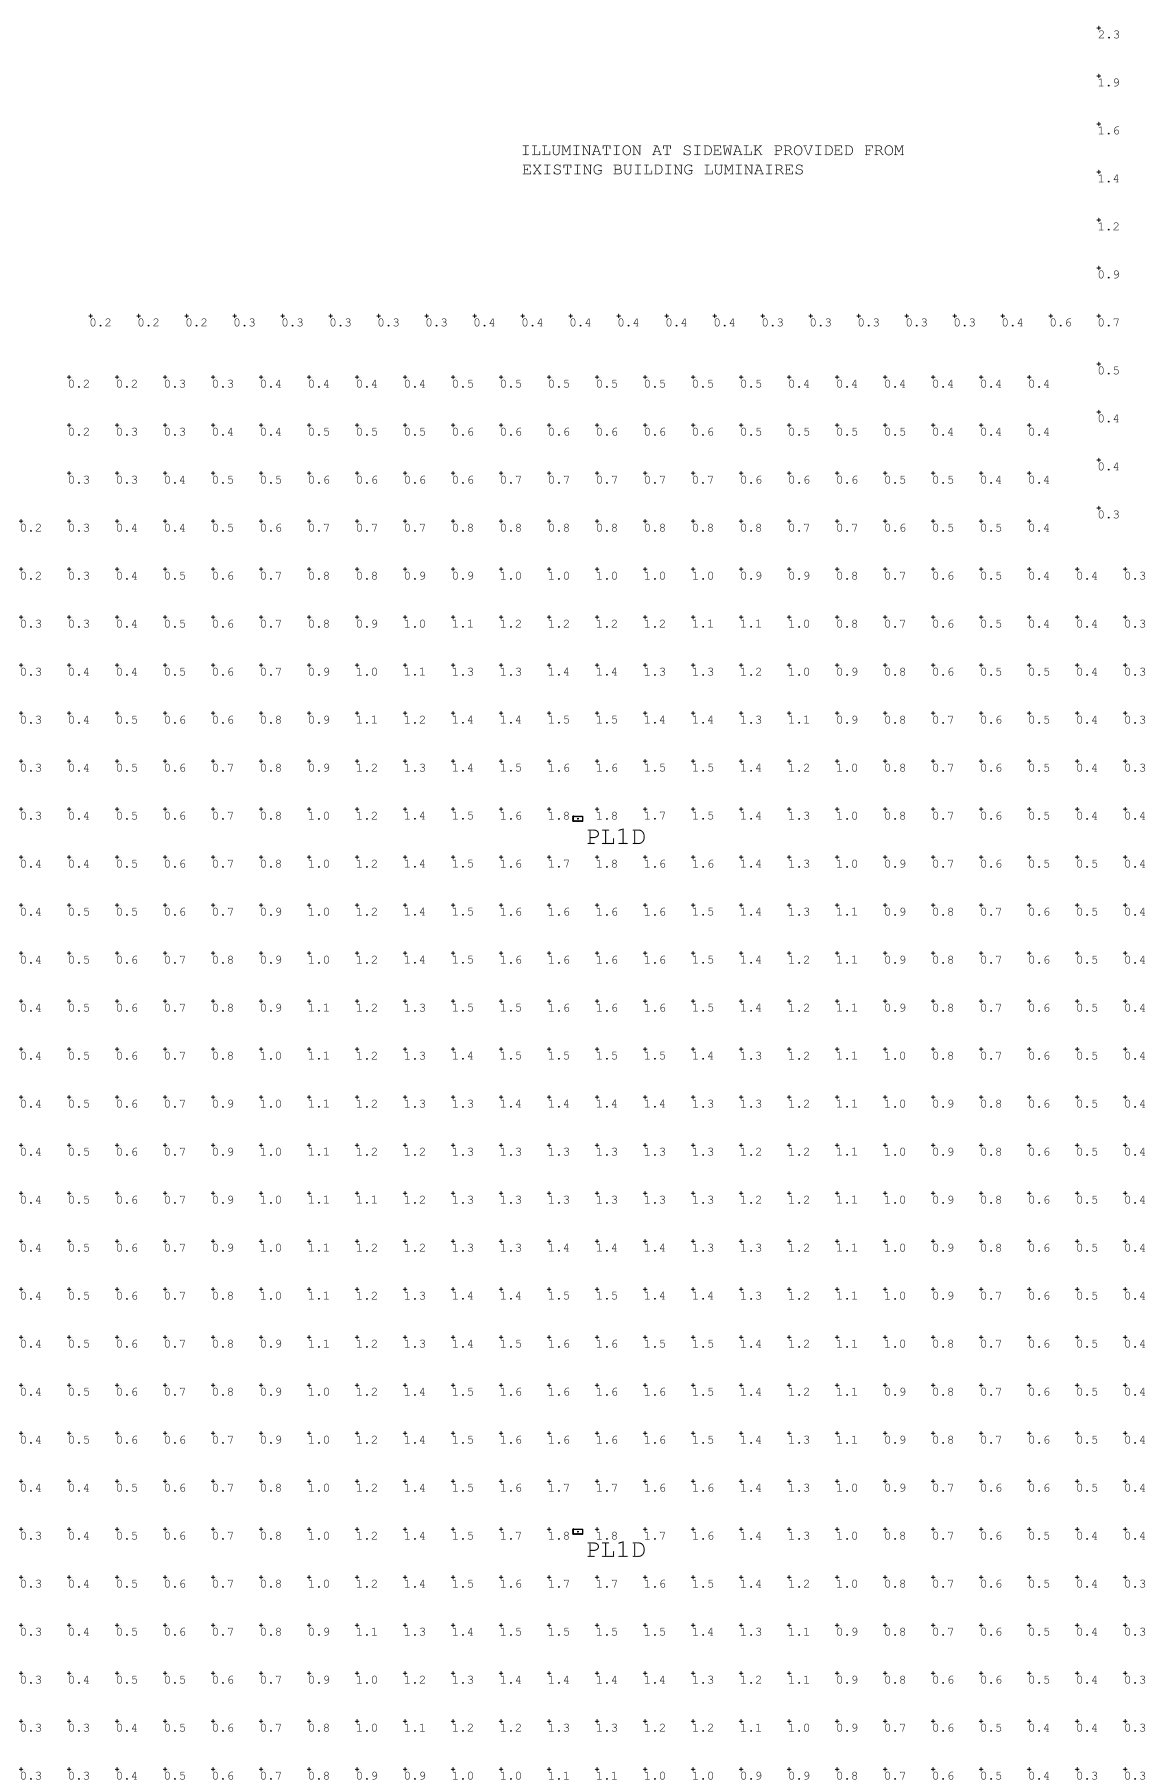 2.3
1.9
1.6
ILLUMINATION AT SIDEWALK PROVIDED FROM
EXISTING BUILDING LUMINAIRES
1.4
1.2
0.9
0.2 0.2 0.2 0.3 0.3 0.3 0.3 0.3 0.4 0.4 0.4 0.4 0.4 0.4 0.3 0.3 0.3 0.3 0.3 0.4 0.6 0.7
0.5
0.2 0.2 0.3 0.3 0.4 0.4 0.4 0.4 0.5 0.5 0.5 0.5 0.5 0.5 0.5 0.4 0.4 0.4 0.4 0.4 0.4
0.4
0.2 0.3 0.3 0.4 0.4 0.5 0.5 0.5 0.6 0.6 0.6 0.6 0.6 0.6 0.5 0.5 0.5 0.5 0.4 0.4 0.4
0.4
0.3 0.3 0.4 0.5 0.5 0.6 0.6 0.6 0.6 0.7 0.7 0.7 0.7 0.7 0.6 0.6 0.6 0.5 0.5 0.4 0.4
0.3
0.2 0.3 0.4 0.4 0.5 0.6 0.7 0.7 0.7 0.8 0.8 0.8 0.8 0.8 0.8 0.8 0.7 0.7 0.6 0.5 0.5 0.4
0.2 0.3 0.4 0.5 0.6 0.7 0.8 0.8 0.9 0.9 1.0 1.0 1.0 1.0 1.0 0.9 0.9 0.8 0.7 0.6 0.5 0.4 0.4 0.3
0.3 0.3 0.4 0.5 0.6 0.7 0.8 0.9 1.0 1.1 1.2 1.2 1.2 1.2 1.1 1.1 1.0 0.8 0.7 0.6 0.5 0.4 0.4 0.3
0.3 0.4 0.4 0.5 0.6 0.7 0.9 1.0 1.1 1.3 1.3 1.4 1.4 1.3 1.3 1.2 1.0 0.9 0.8 0.6 0.5 0.5 0.4 0.3
0.3 0.4 0.5 0.6 0.6 0.8 0.9 1.1 1.2 1.4 1.4 1.5 1.5 1.4 1.4 1.3 1.1 0.9 0.8 0.7 0.6 0.5 0.4 0.3
0.3 0.4 0.5 0.6 0.7 0.8 0.9 1.2 1.3 1.4 1.5 1.6 1.6 1.5 1.5 1.4 1.2 1.0 0.8 0.7 0.6 0.5 0.4 0.3
0.3 0.4 0.5 0.6 0.7 0.8 1.0 1.2 1.4 1.5 1.6 1.8 1.8 1.7 1.5 1.4 1.3 1.0 0.8 0.7 0.6 0.5 0.4 0.4
PL1D
0.4 0.4 0.5 0.6 0.7 0.8 1.0 1.2 1.4 1.5 1.6 1.7 1.8 1.6 1.6 1.4 1.3 1.0 0.9 0.7 0.6 0.5 0.5 0.4
0.4 0.5 0.5 0.6 0.7 0.9 1.0 1.2 1.4 1.5 1.6 1.6 1.6 1.6 1.5 1.4 1.3 1.1 0.9 0.8 0.7 0.6 0.5 0.4
0.4 0.5 0.6 0.7 0.8 0.9 1.0 1.2 1.4 1.5 1.6 1.6 1.6 1.6 1.5 1.4 1.2 1.1 0.9 0.8 0.7 0.6 0.5 0.4
0.4 0.5 0.6 0.7 0.8 0.9 1.1 1.2 1.3 1.5 1.5 1.6 1.6 1.6 1.5 1.4 1.2 1.1 0.9 0.8 0.7 0.6 0.5 0.4
0.4 0.5 0.6 0.7 0.8 1.0 1.1 1.2 1.3 1.4 1.5 1.5 1.5 1.5 1.4 1.3 1.2 1.1 1.0 0.8 0.7 0.6 0.5 0.4
0.4 0.5 0.6 0.7 0.9 1.0 1.1 1.2 1.3 1.3 1.4 1.4 1.4 1.4 1.3 1.3 1.2 1.1 1.0 0.9 0.8 0.6 0.5 0.4
0.4 0.5 0.6 0.7 0.9 1.0 1.1 1.2 1.2 1.3 1.3 1.3 1.3 1.3 1.3 1.2 1.2 1.1 1.0 0.9 0.8 0.6 0.5 0.4
0.4 0.5 0.6 0.7 0.9 1.0 1.1 1.1 1.2 1.3 1.3 1.3 1.3 1.3 1.3 1.2 1.2 1.1 1.0 0.9 0.8 0.6 0.5 0.4
0.4 0.5 0.6 0.7 0.9 1.0 1.1 1.2 1.2 1.3 1.3 1.4 1.4 1.4 1.3 1.3 1.2 1.1 1.0 0.9 0.8 0.6 0.5 0.4
0.4 0.5 0.6 0.7 0.8 1.0 1.1 1.2 1.3 1.4 1.4 1.5 1.5 1.4 1.4 1.3 1.2 1.1 1.0 0.9 0.7 0.6 0.5 0.4
0.4 0.5 0.6 0.7 0.8 0.9 1.1 1.2 1.3 1.4 1.5 1.6 1.6 1.5 1.5 1.4 1.2 1.1 1.0 0.8 0.7 0.6 0.5 0.4
0.4 0.5 0.6 0.7 0.8 0.9 1.0 1.2 1.4 1.5 1.6 1.6 1.6 1.6 1.5 1.4 1.2 1.1 0.9 0.8 0.7 0.6 0.5 0.4
0.4 0.5 0.6 0.6 0.7 0.9 1.0 1.2 1.4 1.5 1.6 1.6 1.6 1.6 1.5 1.4 1.3 1.1 0.9 0.8 0.7 0.6 0.5 0.4
0.4 0.4 0.5 0.6 0.7 0.8 1.0 1.2 1.4 1.5 1.6 1.7 1.7 1.6 1.6 1.4 1.3 1.0 0.9 0.7 0.6 0.6 0.5 0.4
0.3 0.4 0.5 0.6 0.7 0.8 1.0 1.2 1.4 1.5 1.7 1.8 1.8 1.7 1.6 1.4 1.3 1.0 0.8 0.7 0.6 0.5 0.4 0.4
PL1D
0.3 0.4 0.5 0.6 0.7 0.8 1.0 1.2 1.4 1.5 1.6 1.7 1.7 1.6 1.5 1.4 1.2 1.0 0.8 0.7 0.6 0.5 0.4 0.3
0.3 0.4 0.5 0.6 0.7 0.8 0.9 1.1 1.3 1.4 1.5 1.5 1.5 1.5 1.4 1.3 1.1 0.9 0.8 0.7 0.6 0.5 0.4 0.3
0.3 0.4 0.5 0.5 0.6 0.7 0.9 1.0 1.2 1.3 1.4 1.4 1.4 1.4 1.3 1.2 1.1 0.9 0.8 0.6 0.6 0.5 0.4 0.3
0.3 0.3 0.4 0.5 0.6 0.7 0.8 1.0 1.1 1.2 1.2 1.3 1.3 1.2 1.2 1.1 1.0 0.9 0.7 0.6 0.5 0.4 0.4 0.3
0.3 0.3 0.4 0.5 0.6 0.7 0.8 0.9 0.9 1.0 1.0 1.1 1.1 1.0 1.0 0.9 0.9 0.8 0.7 0.6 0.5 0.4 0.3 0.3